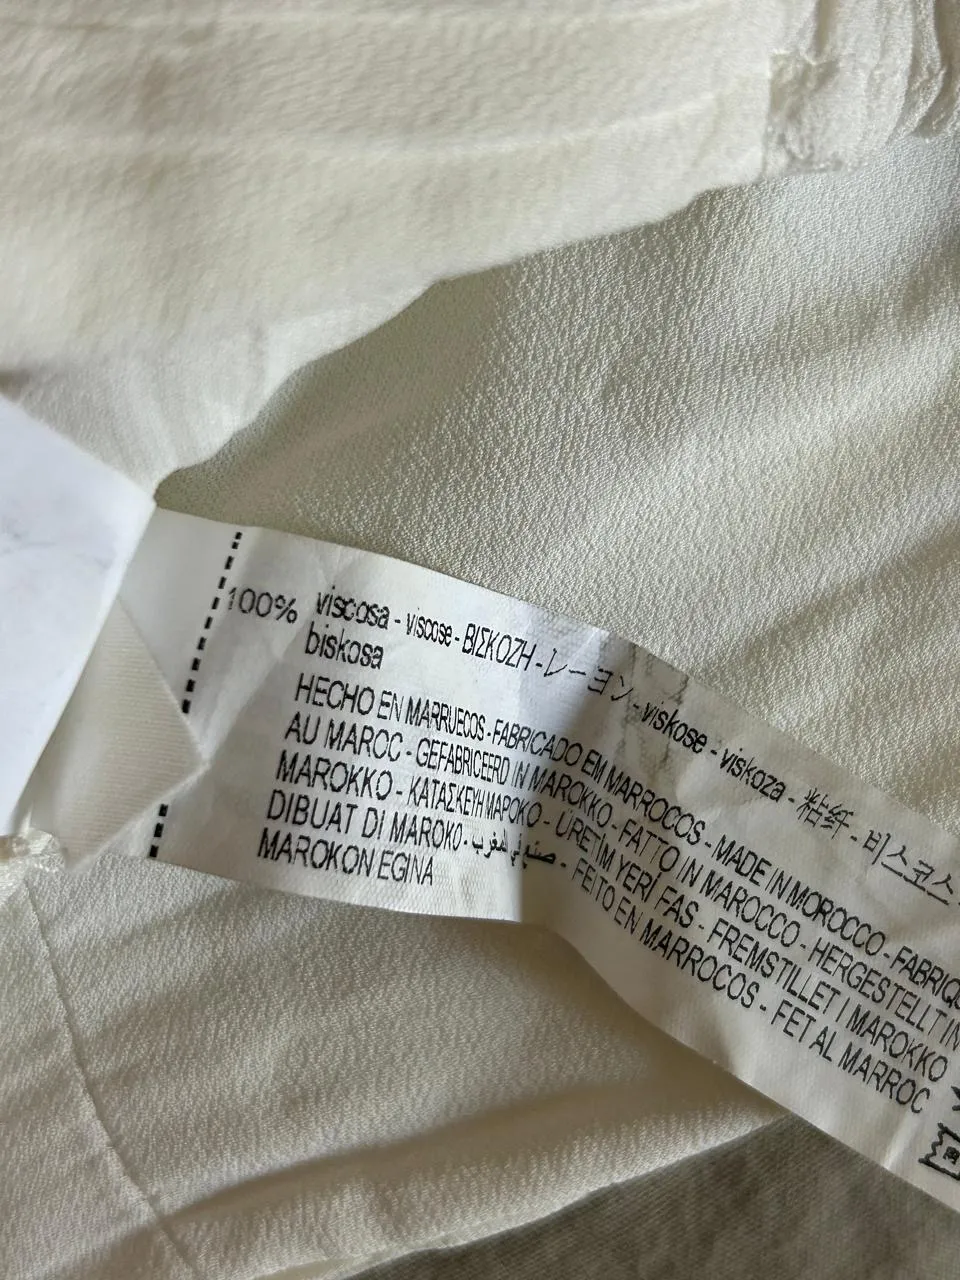 100% viscosa - viscose - ΒΙΣΚΟΖΗ - レーヨン - viskose - viskoza - 粘纤 - 비스코스
biskosa
HECHO EN MARRUECOS - FABRICADO EM MARROCOS - MADE IN MOROCCO - FABRIQU
AU MAROC - GEFABRICEERD IN MAROKKO - FATTO IN MAROCCO - HERGESTELLT IN
MAROKKO - ΚΑΤΑΣΚΕΥΗ ΜΑΡΟΚΟ - ÜRETİM YERİ FAS - FREMSTILLET I MAROKKO
DIBUAT DI MAROKO - صنع في المغرب - FEITO EN MARROCOS - FET AL MARROC
MAROKON EGINA